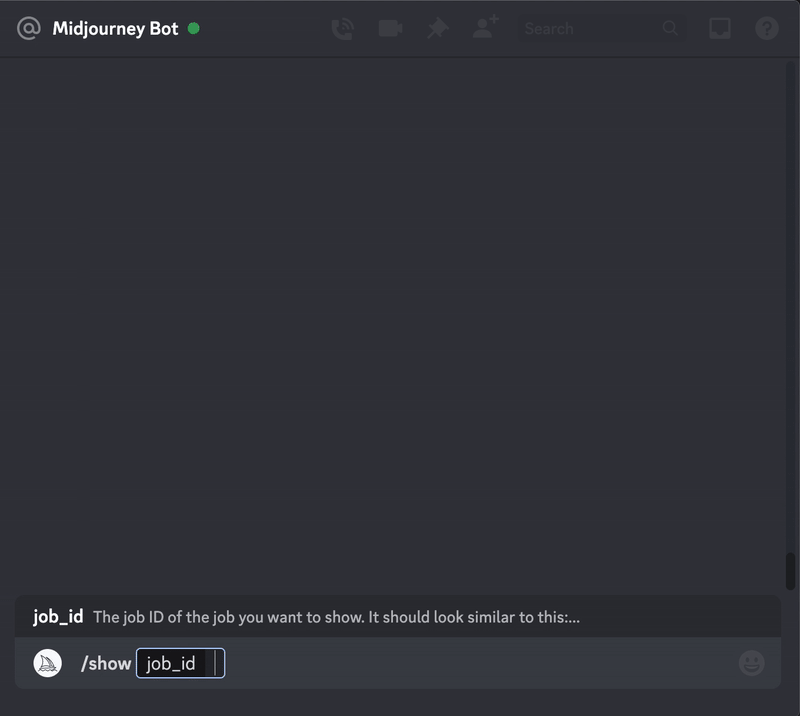 Midjourney Bot
Search
job_id The job ID of the job you want to show. It should look similar to this:...
/show job_id